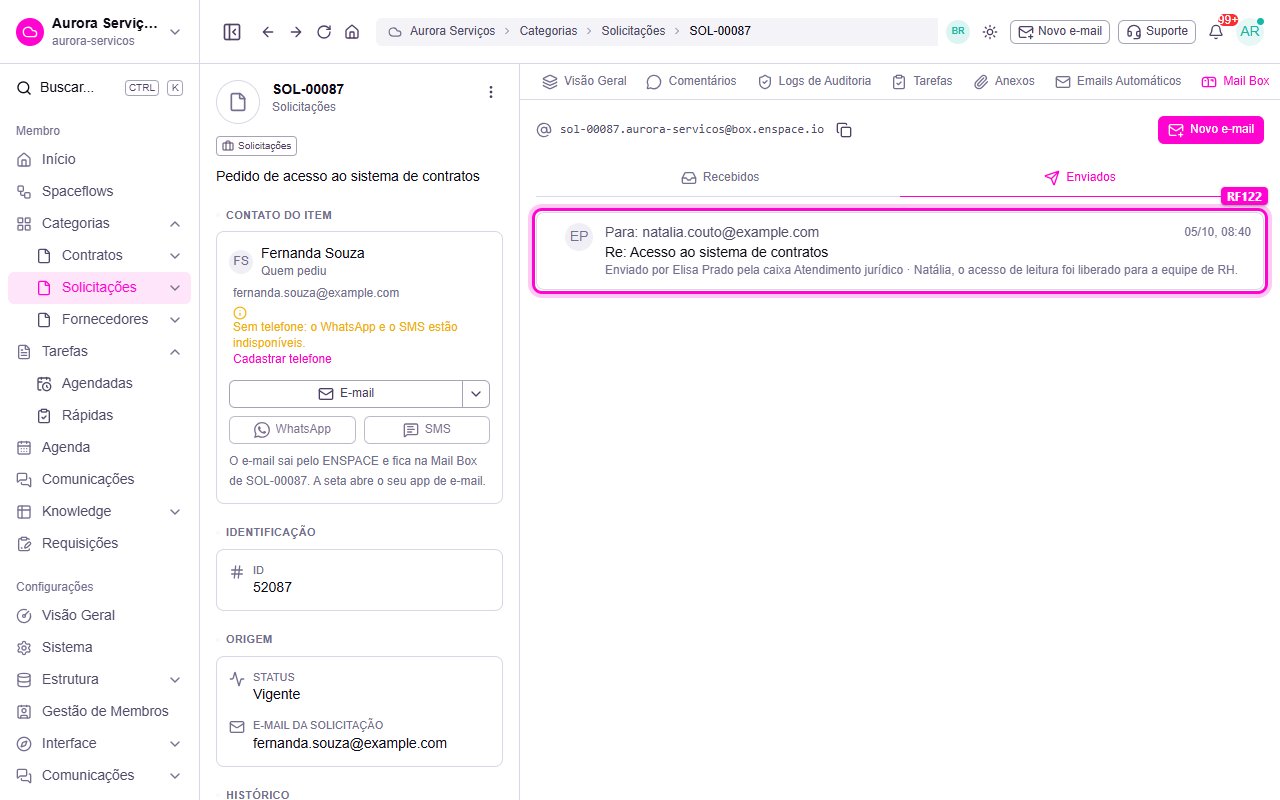 Aurora Serviç...
aurora-servicos
Aurora Serviços
Categorias
Solicitações
SOL-00087
BR
Novo e-mail
Suporte
99+
AR
Buscar...
CTRL
K
Membro
Início
Spaceflows
Categorias
Contratos
Solicitações
Fornecedores
Tarefas
Agendadas
Rápidas
Agenda
Comunicações
Knowledge
Requisições
Configurações
Visão Geral
Sistema
Estrutura
Gestão de Membros
Interface
Comunicações
SOL-00087
Solicitações
Solicitações
Pedido de acesso ao sistema de contratos
CONTATO DO ITEM
FS
Fernanda Souza
Quem pediu
fernanda.souza@example.com
Sem telefone: o WhatsApp e o SMS estão
indisponíveis.
Cadastrar telefone
E-mail
WhatsApp
SMS
O e-mail sai pelo ENSPACE e fica na Mail Box
de SOL-00087. A seta abre o seu app de e-mail.
IDENTIFICAÇÃO
ID
52087
ORIGEM
STATUS
Vigente
E-MAIL DA SOLICITAÇÃO
fernanda.souza@example.com
HISTÓRICO
Visão Geral
Comentários
Logs de Auditoria
Tarefas
Anexos
Emails Automáticos
Mail Box
sol-00087.aurora-servicos@box.enspace.io
Novo e-mail
Recebidos
Enviados
RF122
EP
Para: natalia.couto@example.com
05/10, 08:40
Re: Acesso ao sistema de contratos
Enviado por Elisa Prado pela caixa Atendimento jurídico · Natália, o acesso de leitura foi liberado para a equipe de RH.